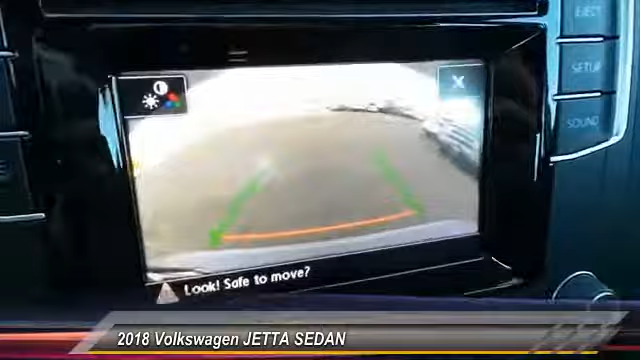 EJECT
SETUP
SOUND
X
Look! Safe to move?
2018 Volkswagen JETTA SEDAN